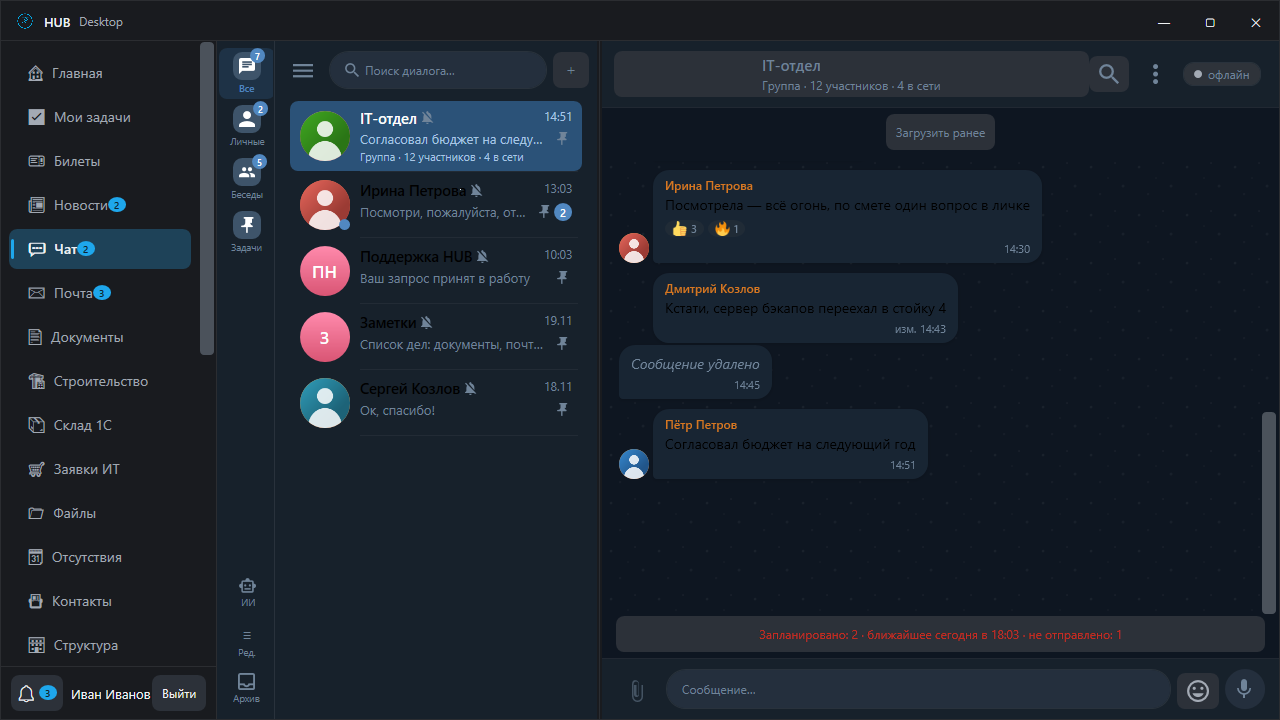 HUB Desktop
Главная
Мои задачи
Билеты
Новости 2
Чат 2
Почта 3
Документы
Строительство
Склад 1С
Заявки ИТ
Файлы
Отсутствия
Контакты
Структура
3 Иван Иванов Выйти
7
Все
2
Личные
5
Беседы
Задачи
ИИ
Ред.
Архив
Поиск диалога...
+
IT-отдел 14:51
Согласовал бюджет на следу...
Группа · 12 участников · 4 в сети
Ирина Петрова 13:03
Посмотри, пожалуйста, от... 2
ПН
Поддержка HUB 10:03
Ваш запрос принят в работу
З
Заметки 19.11
Список дел: документы, почт...
Сергей Козлов 18.11
Ок, спасибо!
IT-отдел
Группа · 12 участников · 4 в сети
офлайн
Загрузить ранее
Ирина Петрова
Посмотрела — всё огонь, по смете один вопрос в личке
👍 3 🔥 1
14:30
Дмитрий Козлов
Кстати, сервер бэкапов переехал в стойку 4
изм. 14:43
Сообщение удалено
14:45
Пётр Петров
Согласовал бюджет на следующий год
14:51
Запланировано: 2 · ближайшее сегодня в 18:03 · не отправлено: 1
Сообщение...